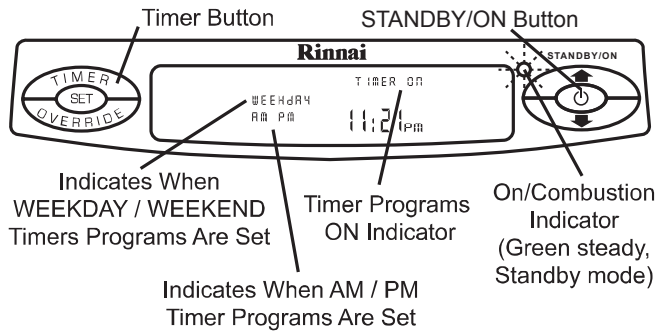 Timer Button
STANDBY/ON Button
Rinnai
STANDBY/ON
TIMER
SET
OVERRIDE
TIMER ON
WEEKDAY
AM PM
11:21PM
Indicates When
WEEKDAY / WEEKEND
Timers Programs Are Set
Timer Programs
ON Indicator
On/Combustion
Indicator
(Green steady,
Standby mode)
Indicates When AM / PM
Timer Programs Are Set